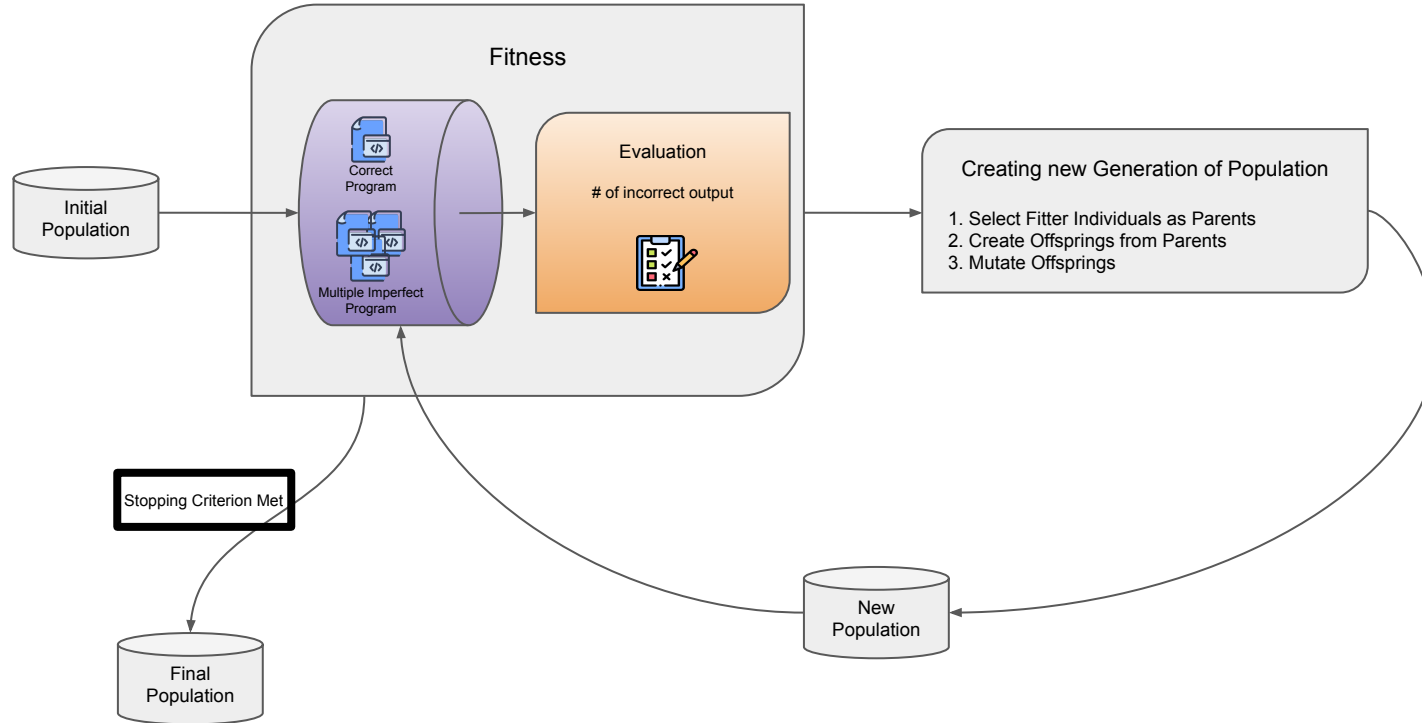 Fitness
Correct
Program
Multiple Imperfect
Program
Evaluation
# of incorrect output
Initial
Population
Creating new Generation of Population
1. Select Fitter Individuals as Parents
2. Create Offsprings from Parents
3. Mutate Offsprings
Stopping Criterion Met
New
Population
Final
Population